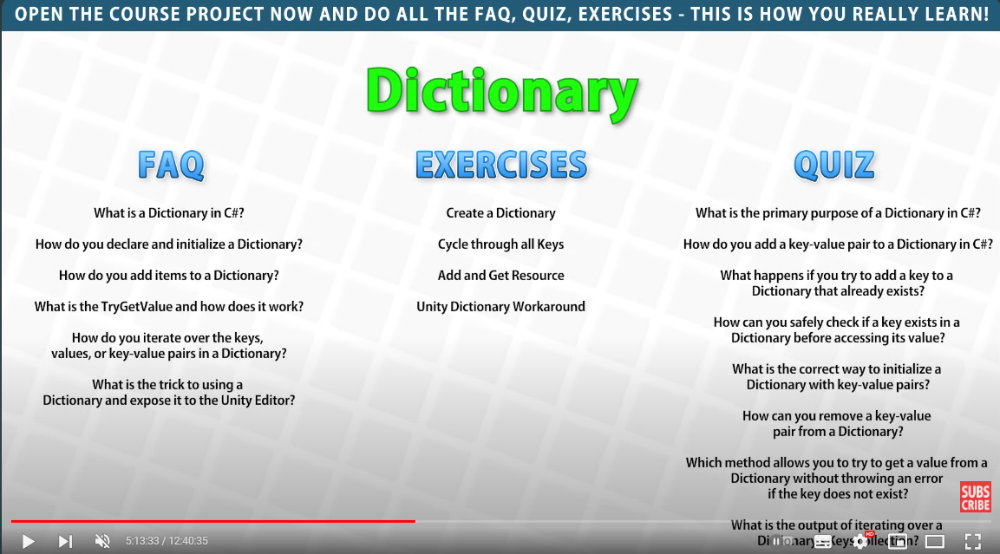 OPEN THE COURSE PROJECT NOW AND DO ALL THE FAQ, QUIZ, EXERCISES - THIS IS HOW YOU REALLY LEARN!
Dictionary
FAQ
What is a Dictionary in C#?
How do you declare and initialize a Dictionary?
How do you add items to a Dictionary?
What is the TryGetValue and how does it work?
How do you iterate over the keys,
values, or key-value pairs in a Dictionary?
What is the trick to using a
Dictionary and expose it to the Unity Editor?
EXERCISES
Create a Dictionary
Cycle through all Keys
Add and Get Resource
Unity Dictionary Workaround
QUIZ
What is the primary purpose of a Dictionary in C#?
How do you add a key-value pair to a Dictionary in C#?
What happens if you try to add a key to a
Dictionary that already exists?
How can you safely check if a key exists in a
Dictionary before accessing its value?
What is the correct way to initialize a
Dictionary with key-value pairs?
How can you remove a key-value
pair from a Dictionary?
Which method allows you to try to get a value from a
Dictionary without throwing an error
if the key does not exist?
What is the output of iterating over a
SUBS
CRIBE
5:13:33 / 12:40:35
HD